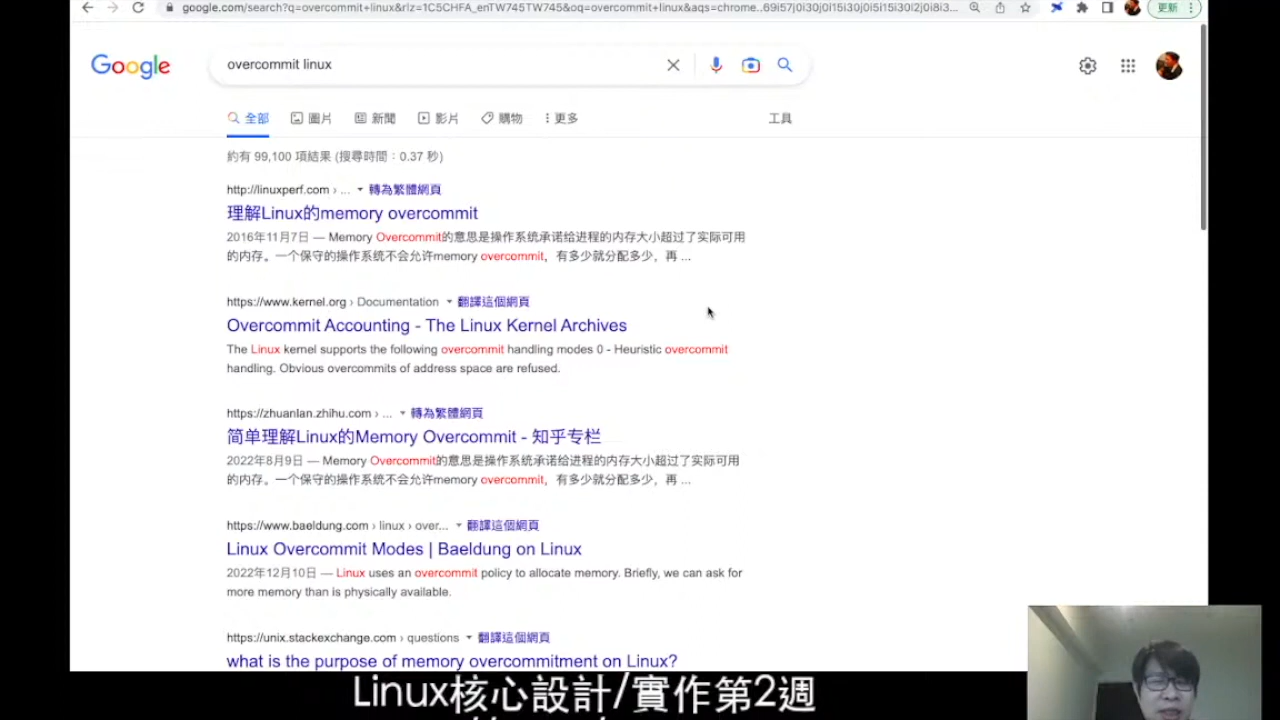 google.com/search?q=overcommit+linux&rlz=1C5CHFA_enTW745TW745&oq=overcommit+linux&aqs=chrome..69i57j0i30j0i15i30j0i5i15i30l2j0i8i3...
更新
Google
overcommit linux
全部 圖片 新聞 影片 購物 更多 工具
約有 99,100 項結果 (搜尋時間：0.37 秒)
http://linuxperf.com › ... 轉為繁體網頁
理解Linux的memory overcommit
2016年11月7日 — Memory Overcommit的意思是操作系统承诺给进程的内存大小超过了实际可用
的内存。一个保守的操作系统不会允许memory overcommit，有多少就分配多少，再 ...
https://www.kernel.org › Documentation 翻譯這個網頁
Overcommit Accounting - The Linux Kernel Archives
The Linux kernel supports the following overcommit handling modes 0 - Heuristic overcommit
handling. Obvious overcommits of address space are refused.
https://zhuanlan.zhihu.com › ... 轉為繁體網頁
简单理解Linux的Memory Overcommit - 知乎专栏
2022年8月9日 — Memory Overcommit的意思是操作系统承诺给进程的内存大小超过了实际可用
的内存。一个保守的操作系统不会允许memory overcommit，有多少就分配多少，再 ...
https://www.baeldung.com › linux › over... 翻譯這個網頁
Linux Overcommit Modes | Baeldung on Linux
2022年12月10日 — Linux uses an overcommit policy to allocate memory. Briefly, we can ask for
more memory than is physically available.
https://unix.stackexchange.com › questions 翻譯這個網頁
what is the purpose of memory overcommitment on Linux?
Linux核心設計/實作第2週